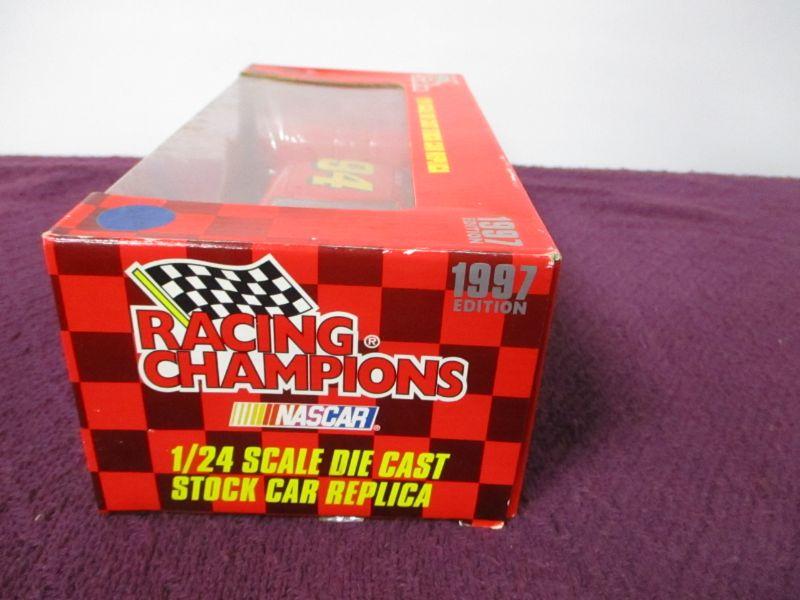 94
1997
EDITION
1997
EDITION
RACING®
CHAMPIONS
NASCAR®
1/24 SCALE DIE CAST
STOCK CAR REPLICA